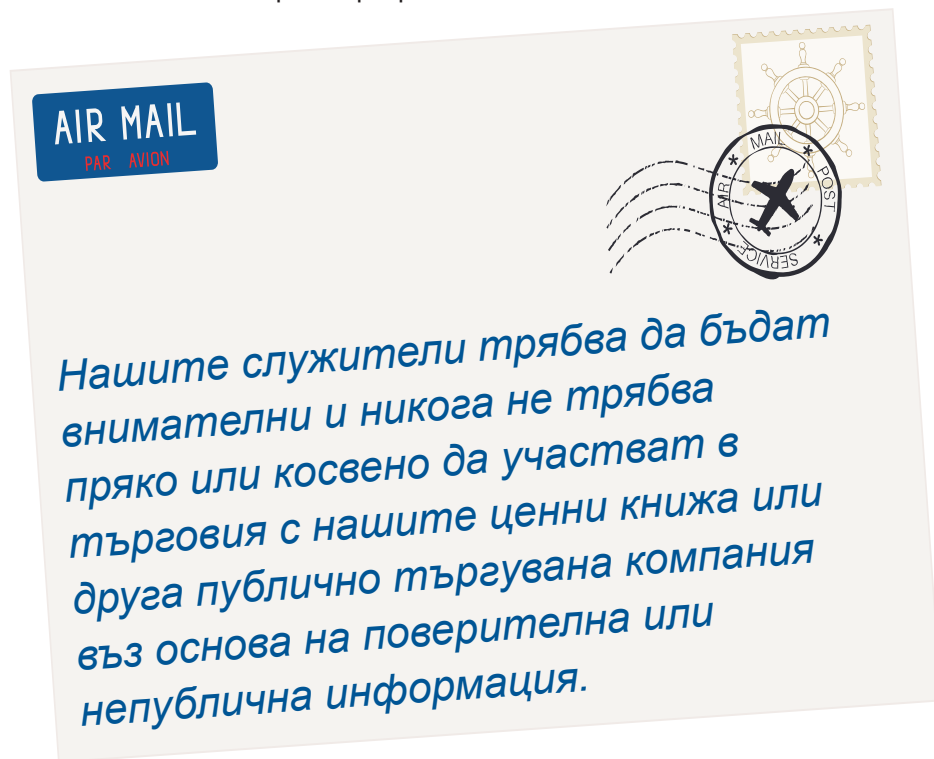 AIR MAIL
PAR AVION
MAIL
POST
AIR
SERVICE
Нашите служители трябва да бъдат
внимателни и никога не трябва
пряко или косвено да участват в
търговия с нашите ценни книжа или
друга публично търгувана компания
въз основа на поверителна или
непублична информация.